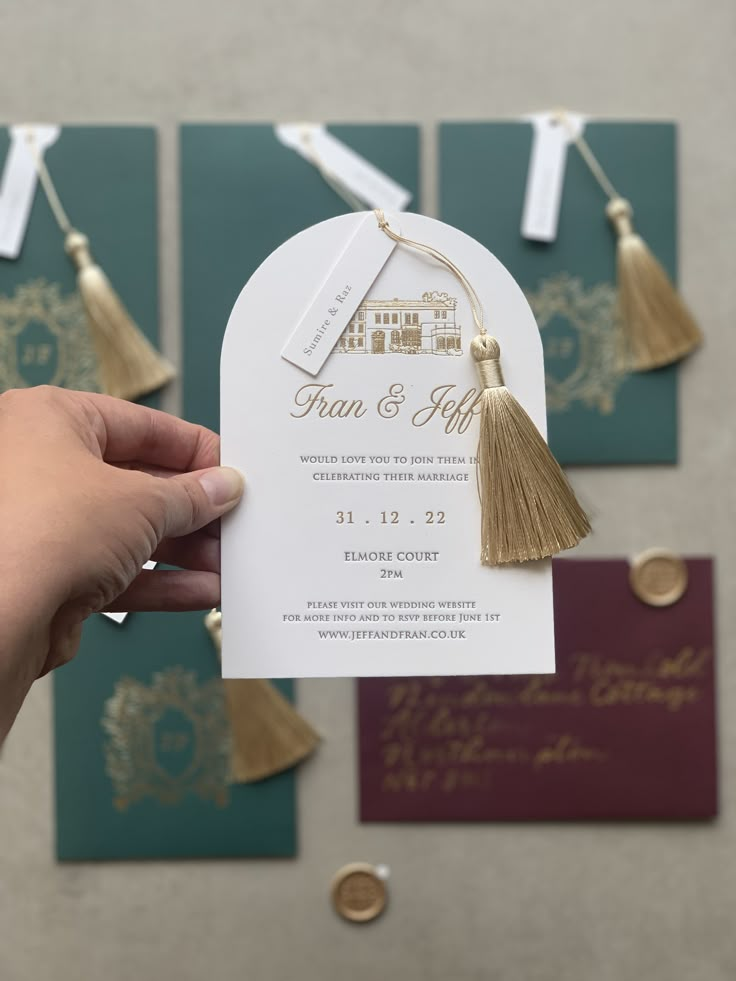 Sumire & Raz
Fran & Jeff
WOULD LOVE YOU TO JOIN THEM IN
CELEBRATING THEIR MARRIAGE
31 . 12 . 22
ELMORE COURT
2PM
PLEASE VISIT OUR WEDDING WEBSITE
FOR MORE INFO AND TO RSVP BEFORE JUNE 1ST
WWW.JEFFANDFRAN.CO.UK
Cottage
Northampton